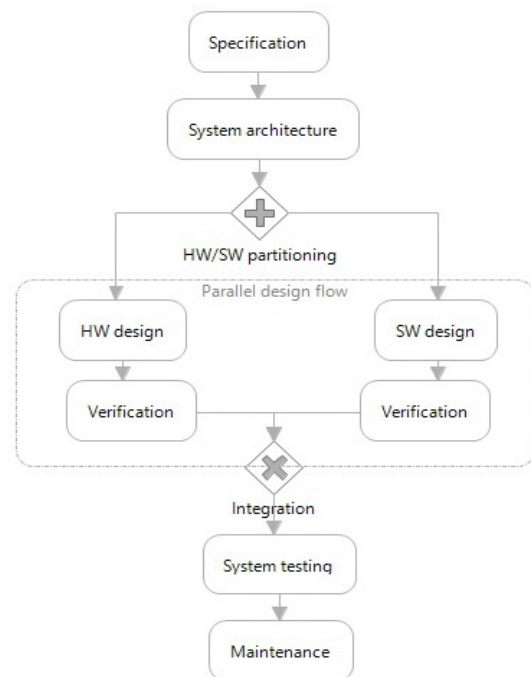 Specification
System architecture
HW/SW partitioning
Parallel design flow
HW design
SW design
Verification
Verification
Integration
System testing
Maintenance